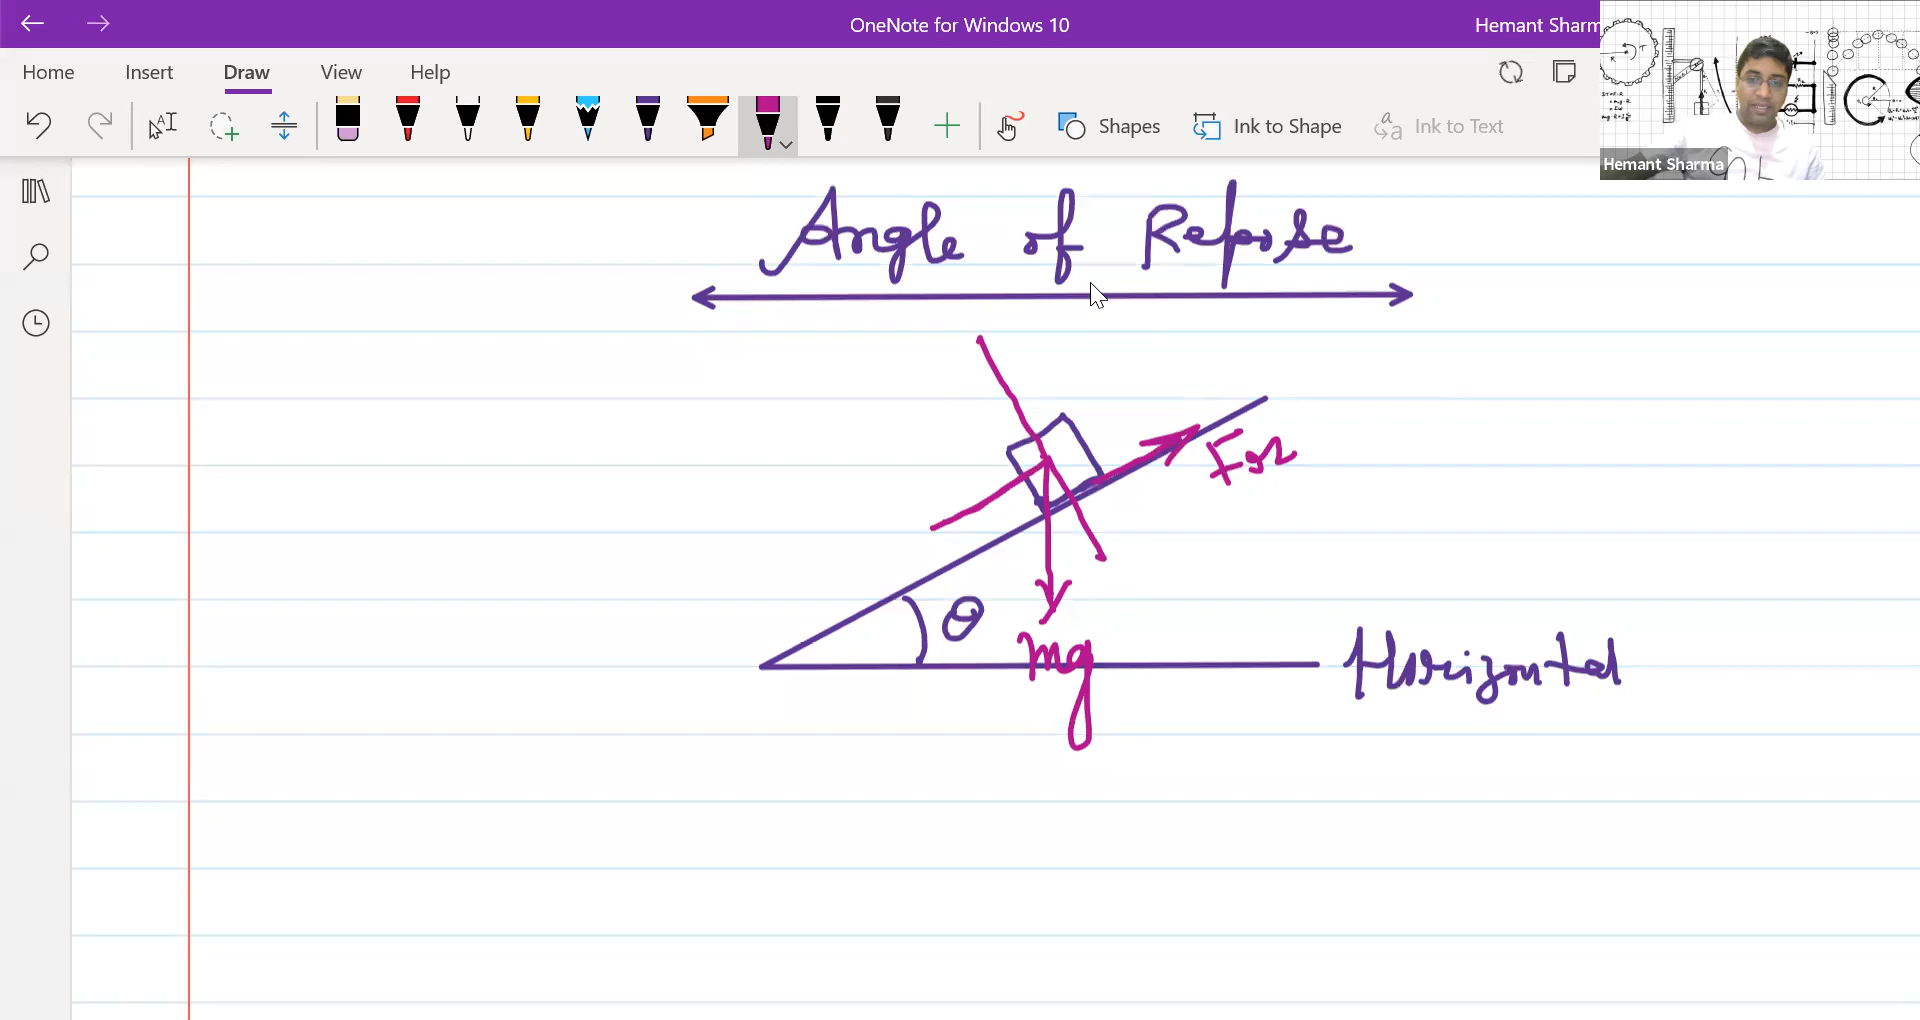 OneNote for Windows 10
Hemant Sharm
Home Insert Draw View Help
Shapes Ink to Shape Ink to Text
Hemant Sharma
Angle of Repose
Fr
θ
mg
Horizontal